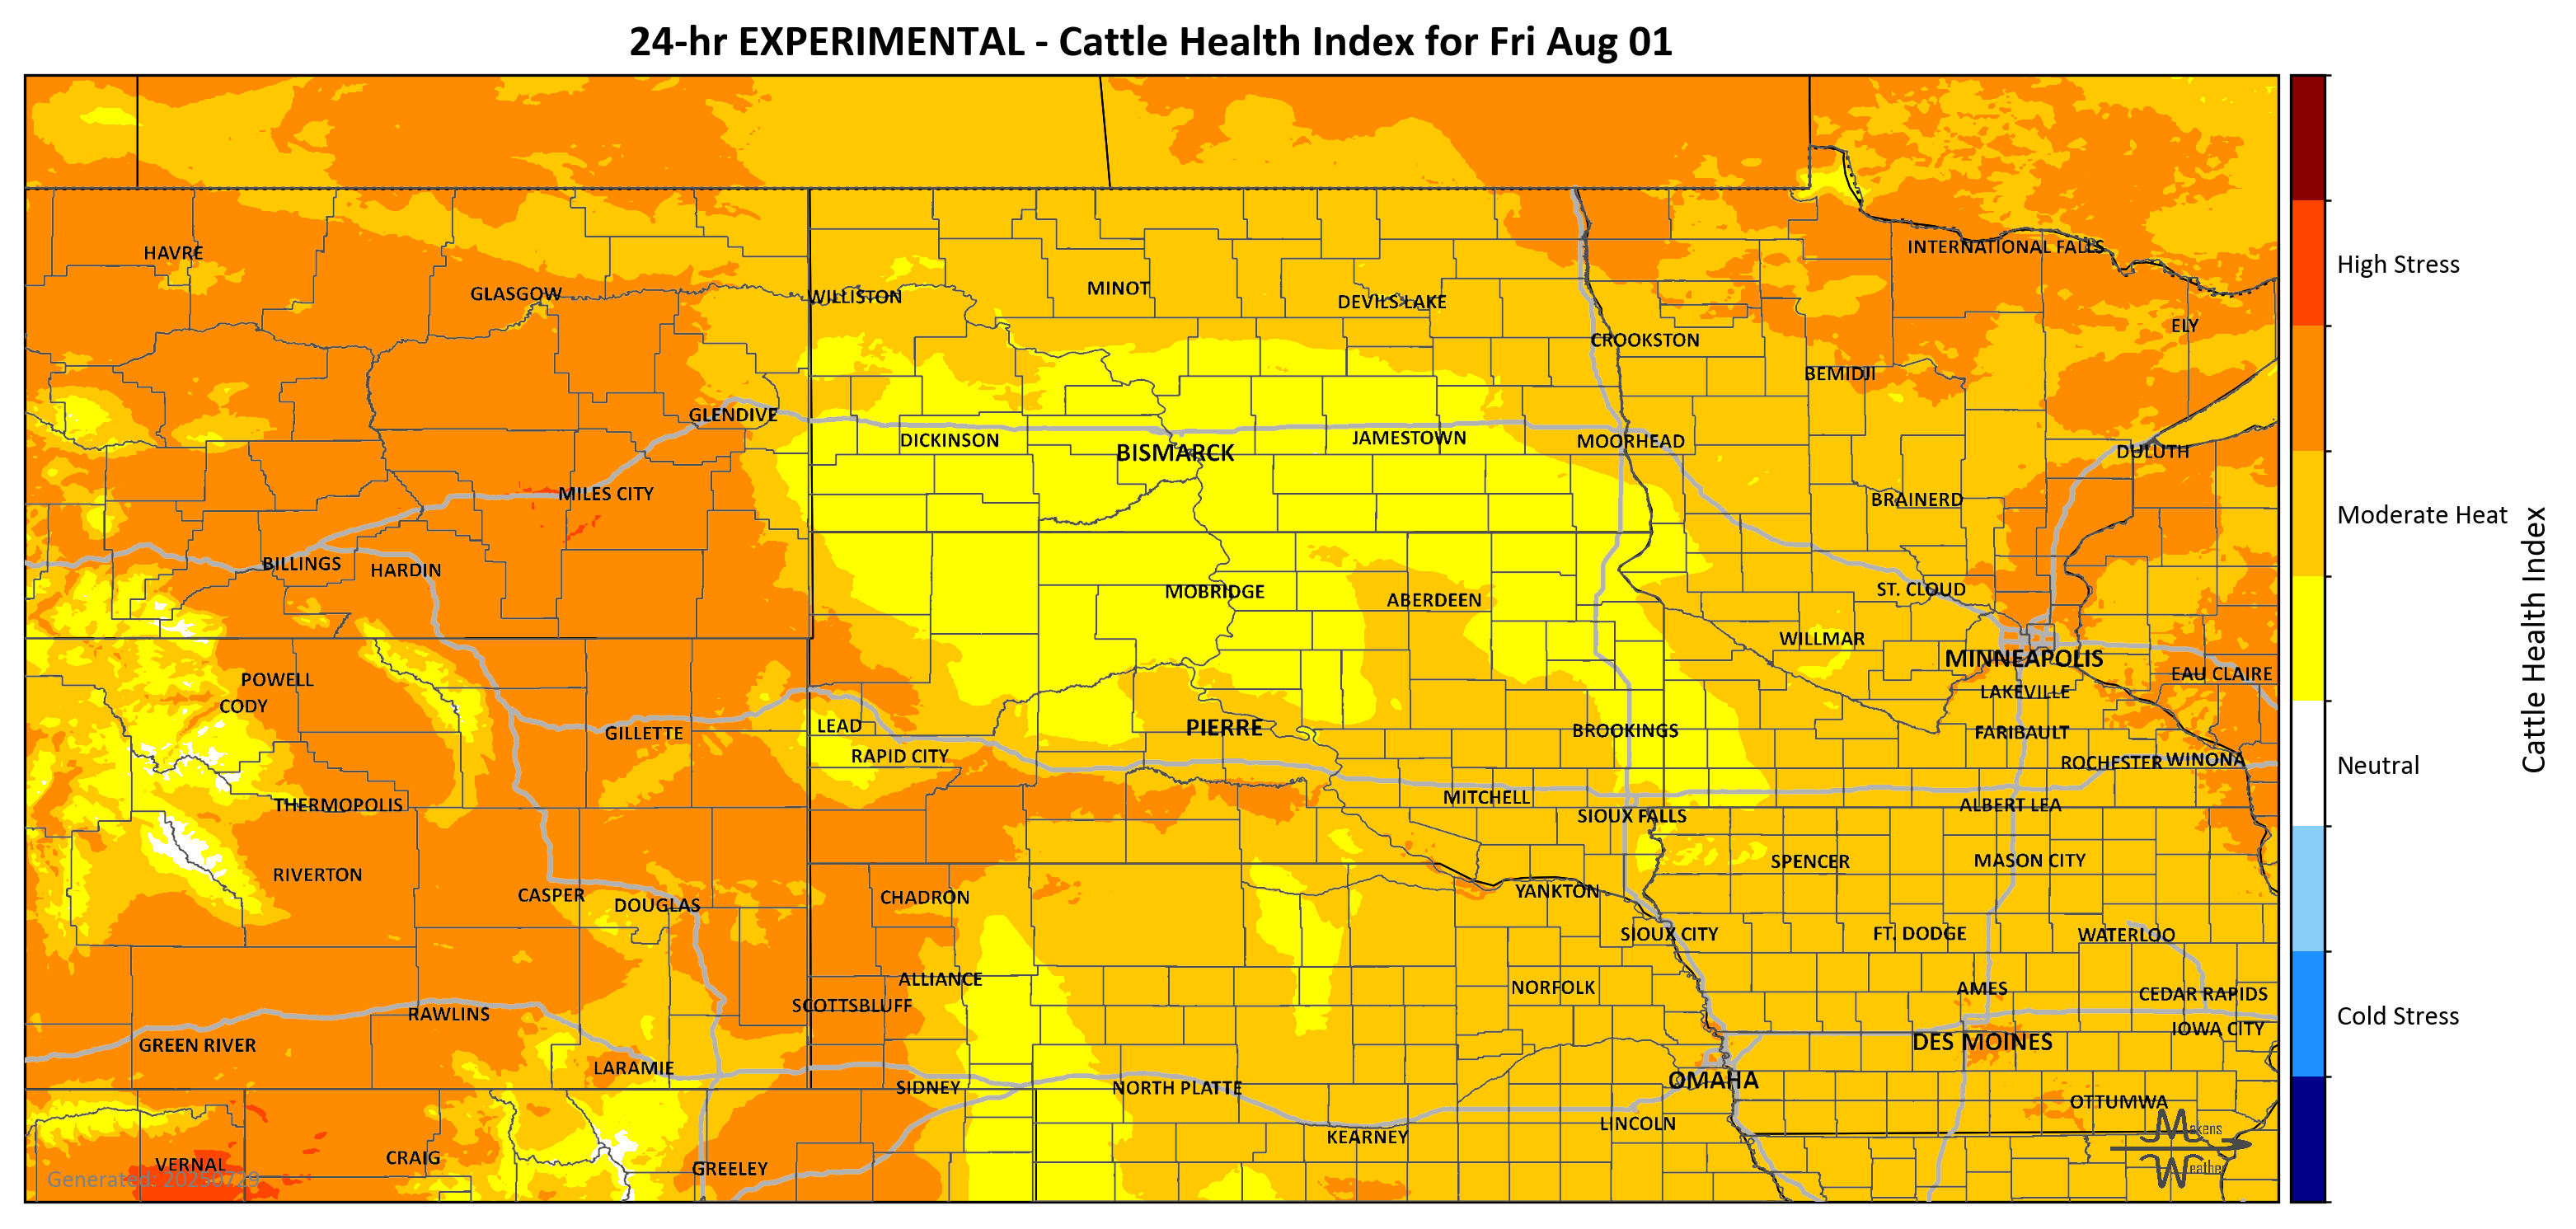 24-hr EXPERIMENTAL - Cattle Health Index for Fri Aug 01
HAVRE
INTERNATIONAL FALLS
High Stress
GLASGOW
WILLISTON
MINOT
DEVILS LAKE
ELY
CROOKSTON
BEMIDJI
GLENDIVE
DICKINSON
BISMARCK
JAMESTOWN
MOORHEAD
DULUTH
MILES CITY
BRAINERD
Moderate Heat
BILLINGS
HARDIN
MOBRIDGE
ABERDEEN
ST. CLOUD
WILLMAR
MINNEAPOLIS
POWELL
EAU CLAIRE
CODY
LAKEVILLE
Cattle Health Index
GILLETTE
LEAD
PIERRE
BROOKINGS
FARIBAULT
RAPID CITY
ROCHESTER
WINONA
Neutral
THERMOPOLIS
MITCHELL
ALBERT LEA
SIOUX FALLS
RIVERTON
SPENCER
MASON CITY
CASPER
DOUGLAS
CHADRON
YANKTON
SIOUX CITY
FT. DODGE
WATERLOO
ALLIANCE
NORFOLK
AMES
CEDAR RAPIDS
SCOTTSBLUFF
RAWLINS
Cold Stress
GREEN RIVER
DES MOINES
IOWA CITY
LARAMIE
SIDNEY
NORTH PLATTE
OMAHA
OTTUMWA
LINCOLN
KEARNEY
Makens
VERNAL
CRAIG
GREELEY
Weather
Generated: 20250729